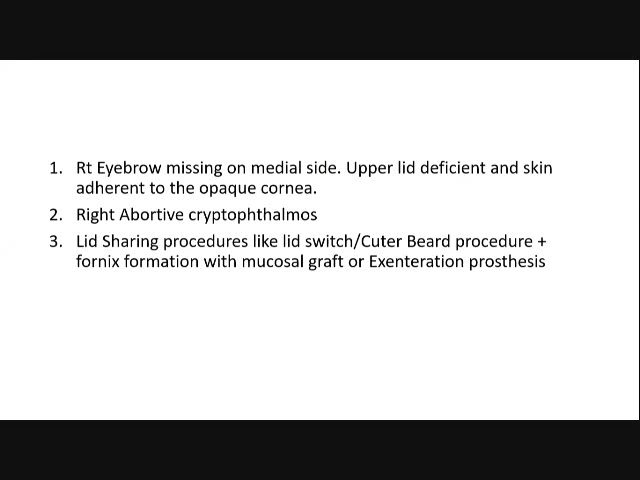 1. Rt Eyebrow missing on medial side. Upper lid deficient and skin
adherent to the opaque cornea.
2. Right Abortive cryptophthalmos
3. Lid Sharing procedures like lid switch/Cuter Beard procedure +
fornix formation with mucosal graft or Exenteration prosthesis